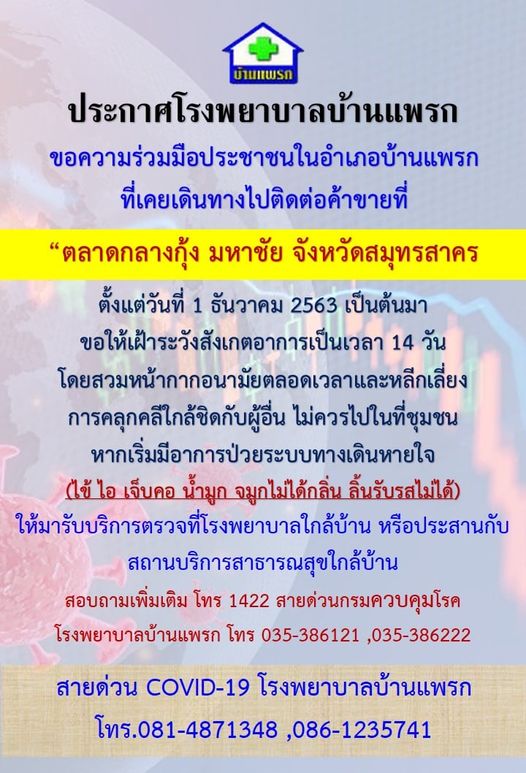 บ้านแพรก
ประกาศโรงพยาบาลบ้านแพรก
ขอความร่วมมือประชาชนในอำเภอบ้านแพรก
ที่เคยเดินทางไปติดต่อค้าขายที่
“ตลาดกลางกุ้ง มหาชัย จังหวัดสมุทรสาคร
ตั้งแต่วันที่ 1 ธันวาคม 2563 เป็นต้นมา
ขอให้เฝ้าระวังสังเกตอาการเป็นเวลา 14 วัน
โดยสวมหน้ากากอนามัยตลอดเวลาและหลีกเลี่ยง
การคลุกคลีใกล้ชิดกับผู้อื่น ไม่ควรไปในที่ชุมชน
หากเริ่มมีอาการป่วยระบบทางเดินหายใจ
(ไข้ ไอ เจ็บคอ น้ำมูก จมูกไม่ได้กลิ่น ลิ้นรับรสไม่ได้)
ให้มารับบริการตรวจที่โรงพยาบาลใกล้บ้าน หรือประสานกับ
สถานบริการสาธารณสุขใกล้บ้าน
สอบถามเพิ่มเติม โทร 1422 สายด่วนกรมควบคุมโรค
โรงพยาบาลบ้านแพรก โทร 035-386121 ,035-386222
สายด่วน COVID-19 โรงพยาบาลบ้านแพรก
โทร.081-4871348 ,086-1235741